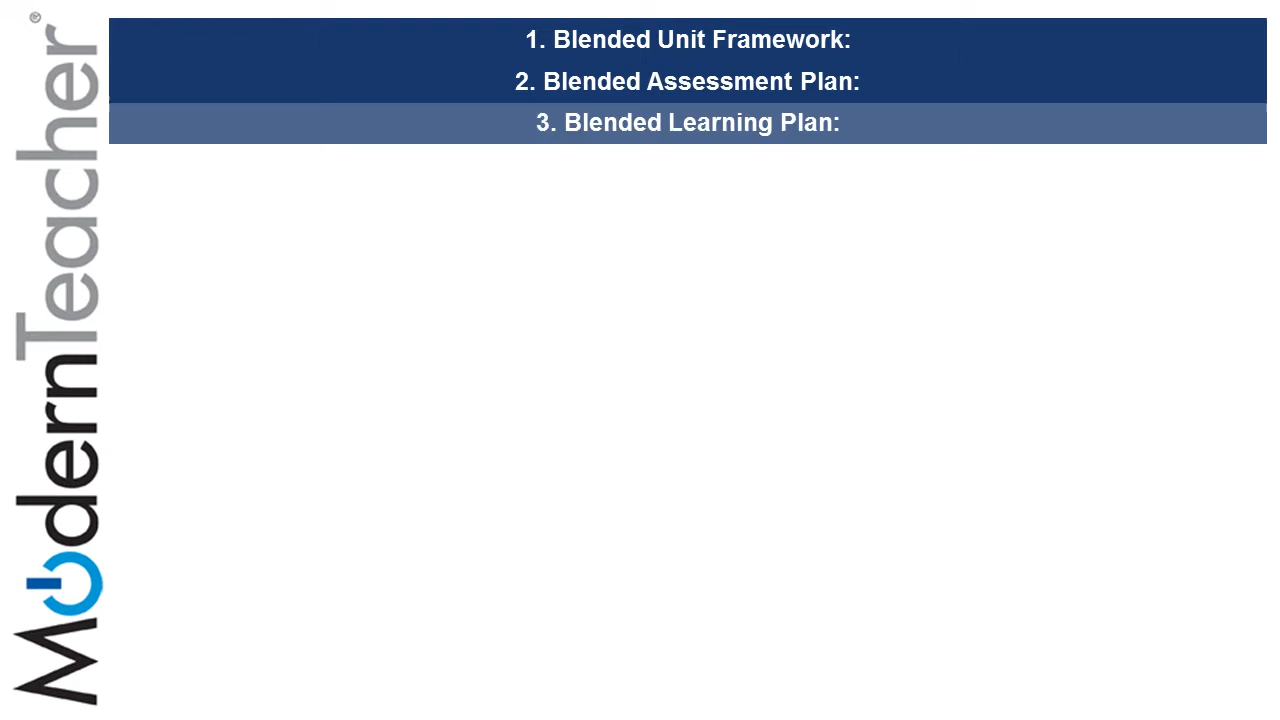 ModernTeacher®
1. Blended Unit Framework:
2. Blended Assessment Plan:
3. Blended Learning Plan: